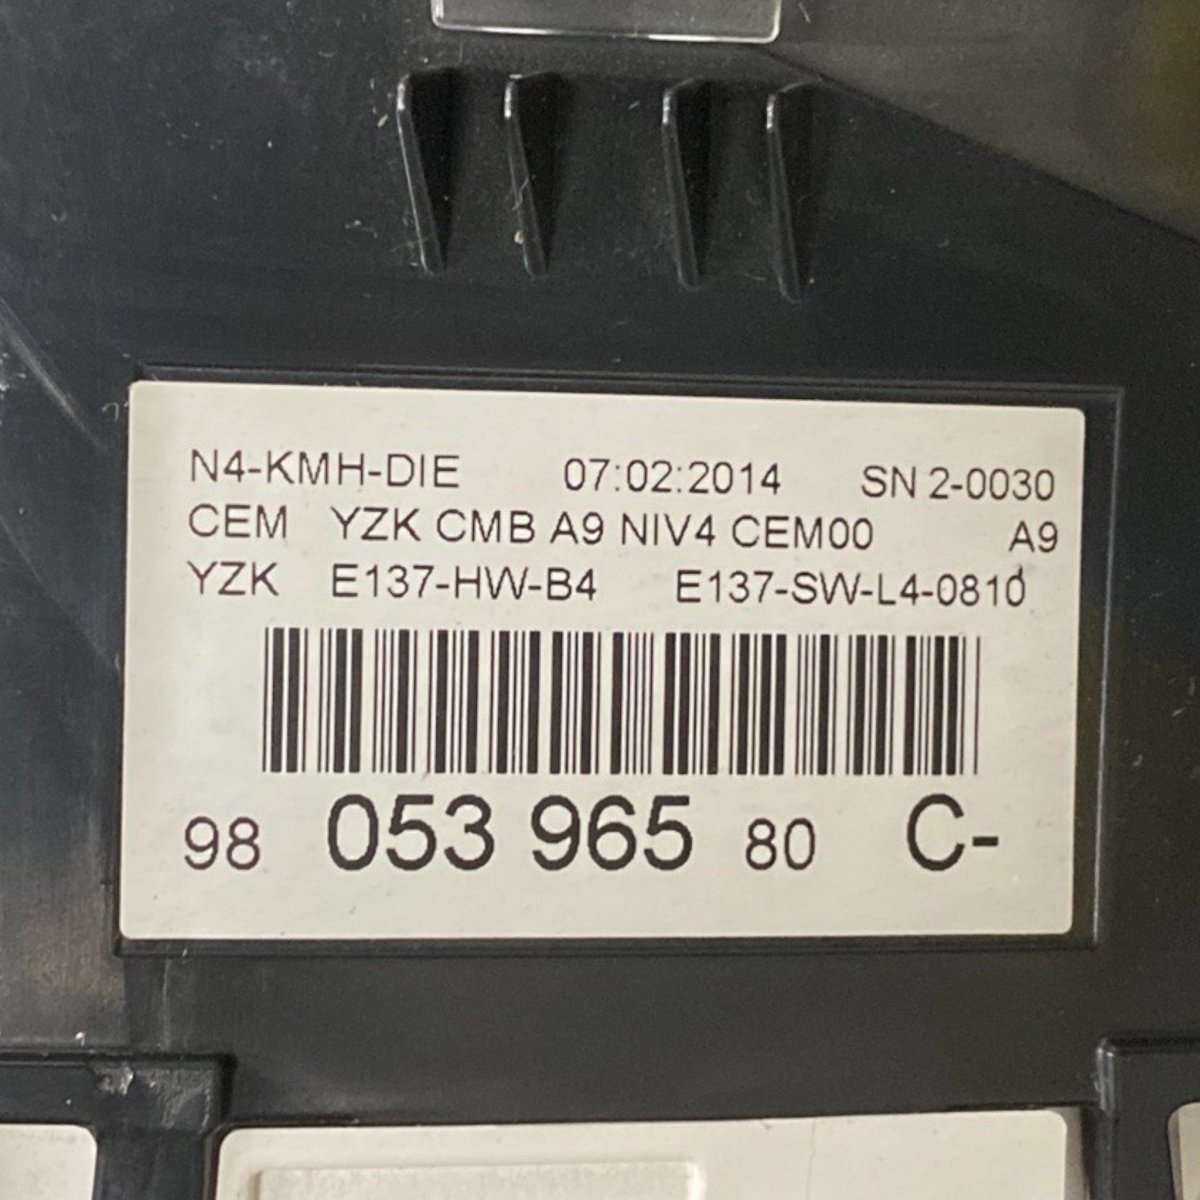 N4-KMH-DIE 07:02:2014 SN 2-0030
CEM YZK CMB A9 NIV4 CEM00 A9
YZK E137-HW-B4 E137-SW-L4-0810
98 053 965 80 C-